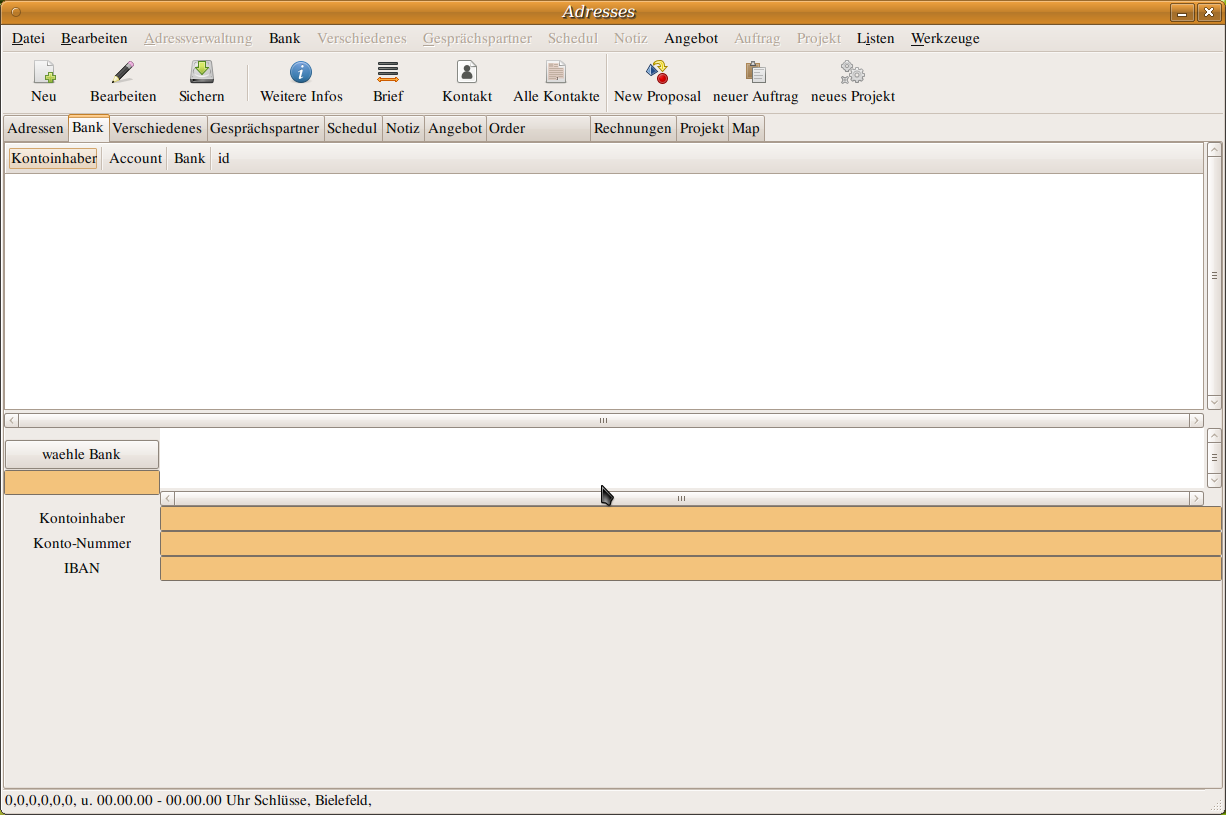 Adresses
Datei Bearbeiten Adressverwaltung Bank Verschiedenes Gesprächspartner Schedul Notiz Angebot Auftrag Projekt Listen Werkzeuge
Neu Bearbeiten Sichern Weitere Infos Brief Kontakt Alle Kontakte New Proposal neuer Auftrag neues Projekt
Adressen Bank Verschiedenes Gesprächspartner Schedul Notiz Angebot Order Rechnungen Projekt Map
Kontoinhaber Account Bank id
waehle Bank
Kontoinhaber
Konto-Nummer
IBAN
0,0,0,0,0,0, u. 00.00.00 - 00.00.00 Uhr Schlüsse, Bielefeld,